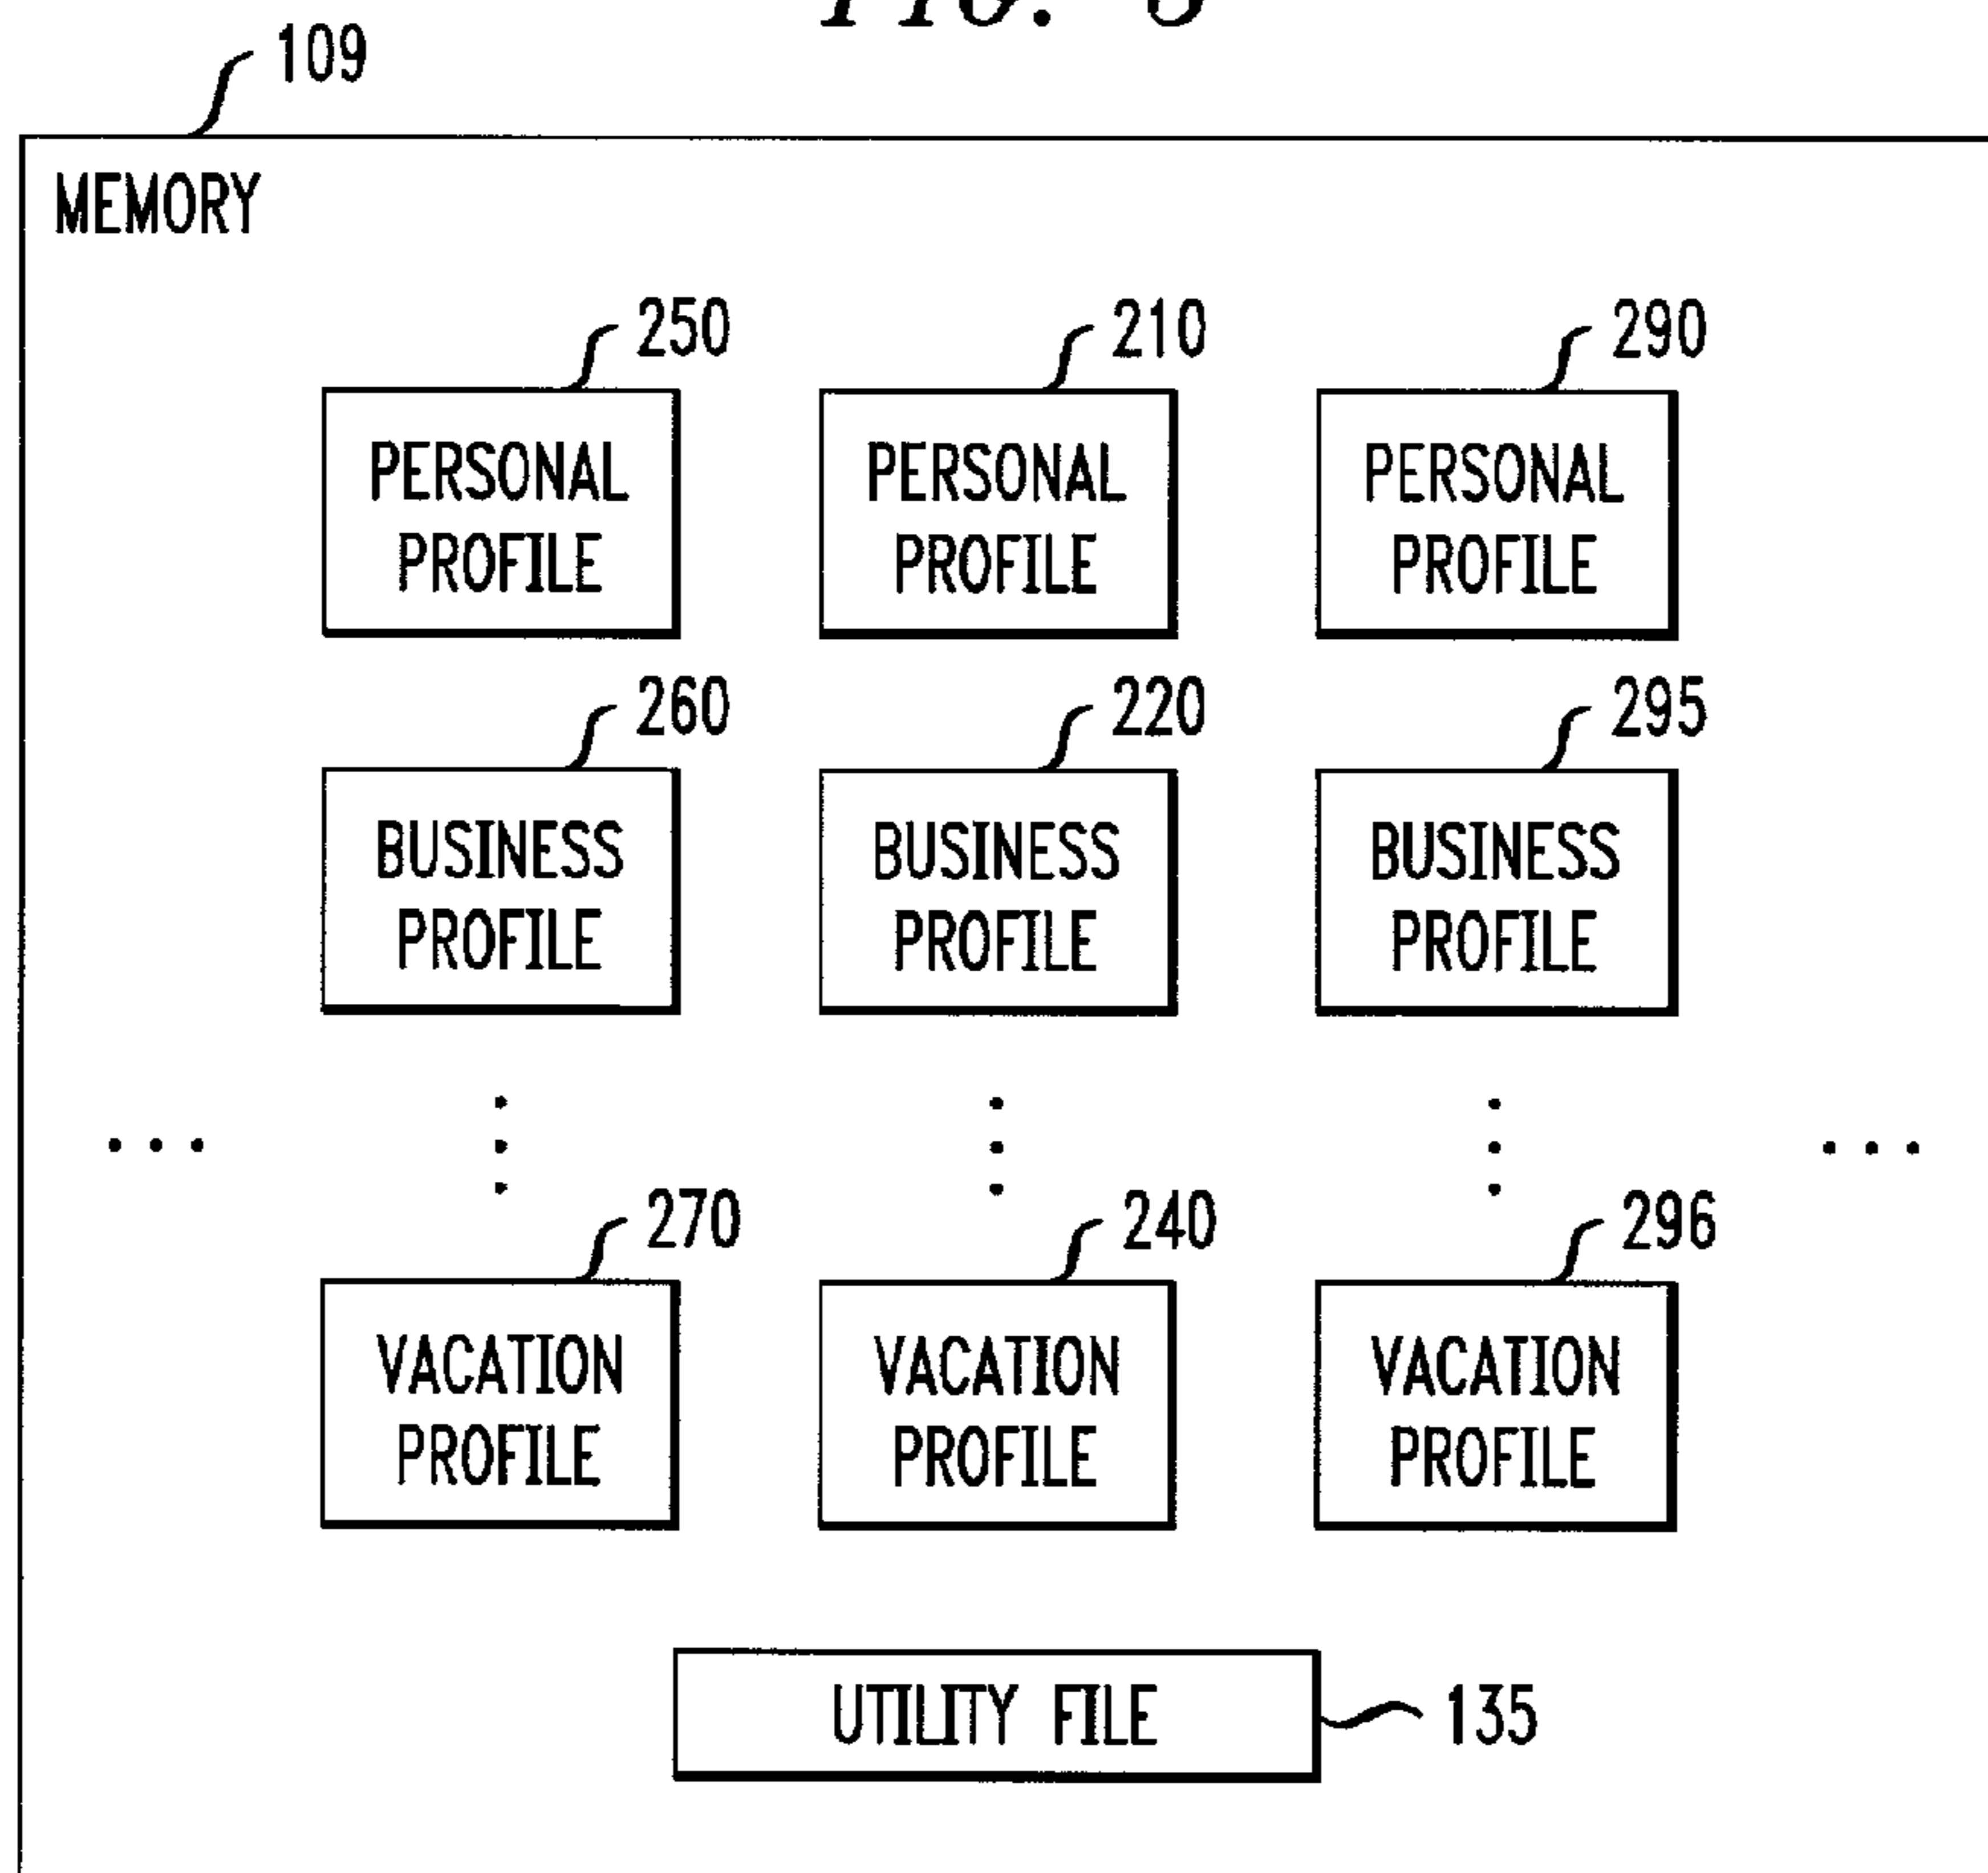 109
MEMORY
250 210 290
PERSONAL PROFILE PERSONAL PROFILE PERSONAL PROFILE
260 220 295
BUSINESS PROFILE BUSINESS PROFILE BUSINESS PROFILE
270 240 296
VACATION PROFILE VACATION PROFILE VACATION PROFILE
UTILITY FILE 135